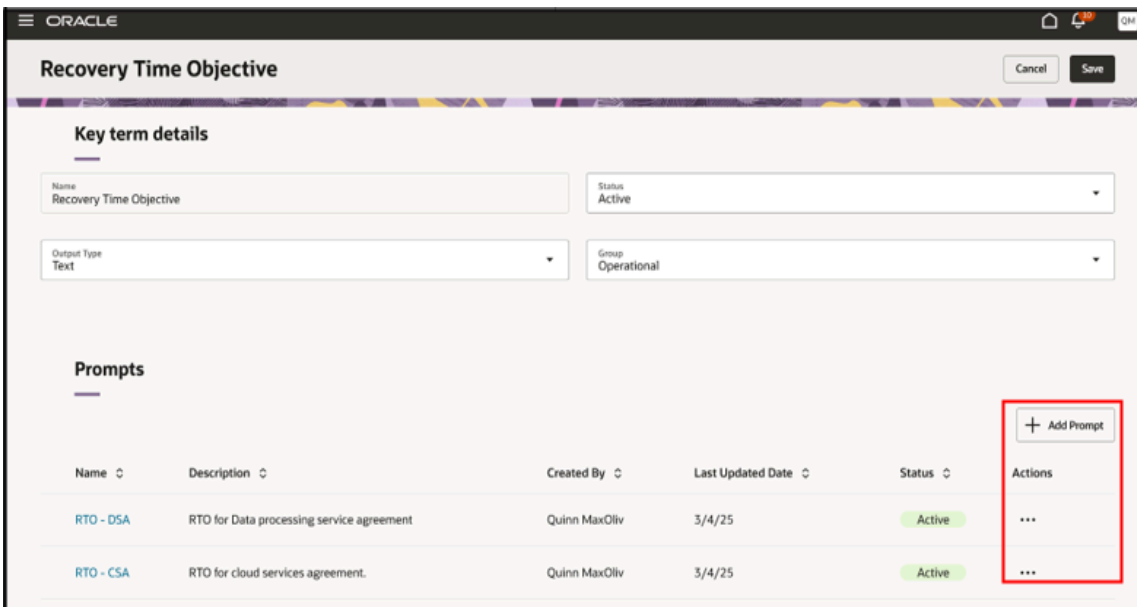 ORACLE
10
QM
Recovery Time Objective
Cancel
Save
Key term details
Name
Recovery Time Objective
Status
Active
Output Type
Text
Group
Operational
Prompts
+ Add Prompt
Name Description Created By Last Updated Date Status Actions
RTO - DSA RTO for Data processing service agreement Quinn MaxOliv 3/4/25 Active ...
RTO - CSA RTO for cloud services agreement. Quinn MaxOliv 3/4/25 Active ...